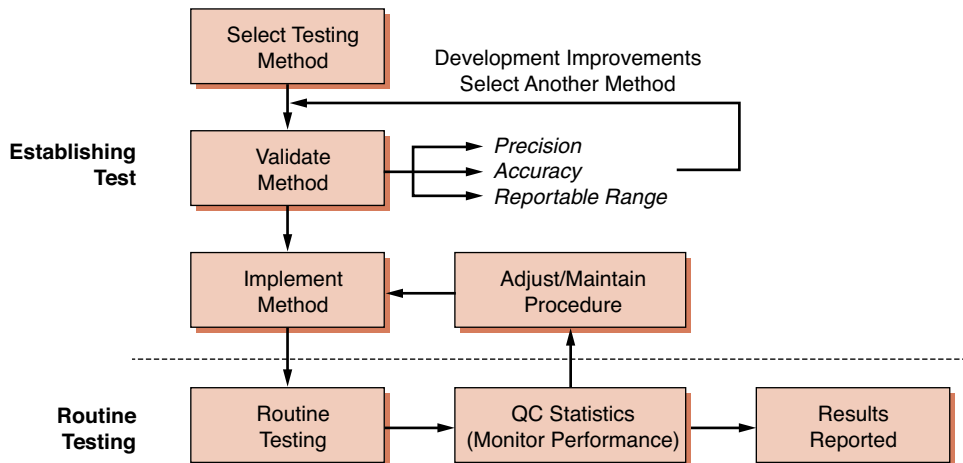 Select Testing
Method
Development Improvements
Select Another Method
Establishing
Test
Validate
Method
Precision
Accuracy
Reportable Range
Implement
Method
Adjust/Maintain
Procedure
Routine
Testing
Routine
Testing
QC Statistics
(Monitor Performance)
Results
Reported